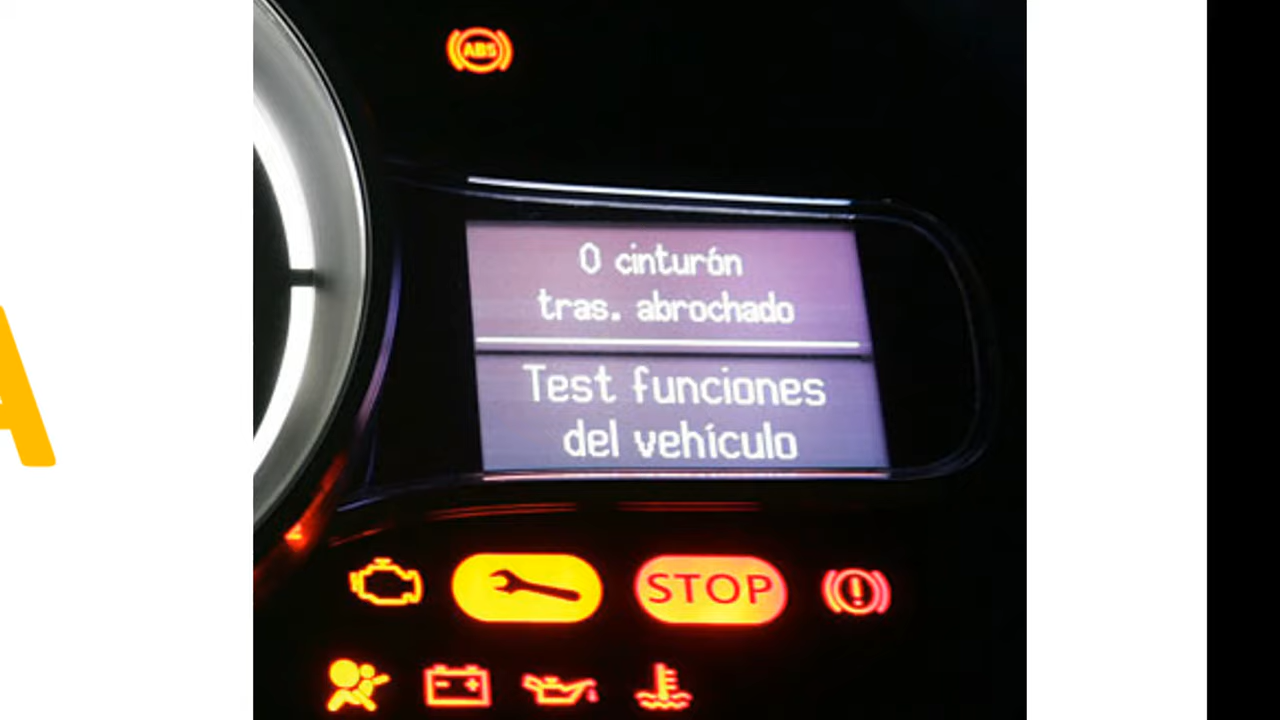 ABS
0 cinturón
tras. abrochado
Test funciones
del vehículo
STOP
A